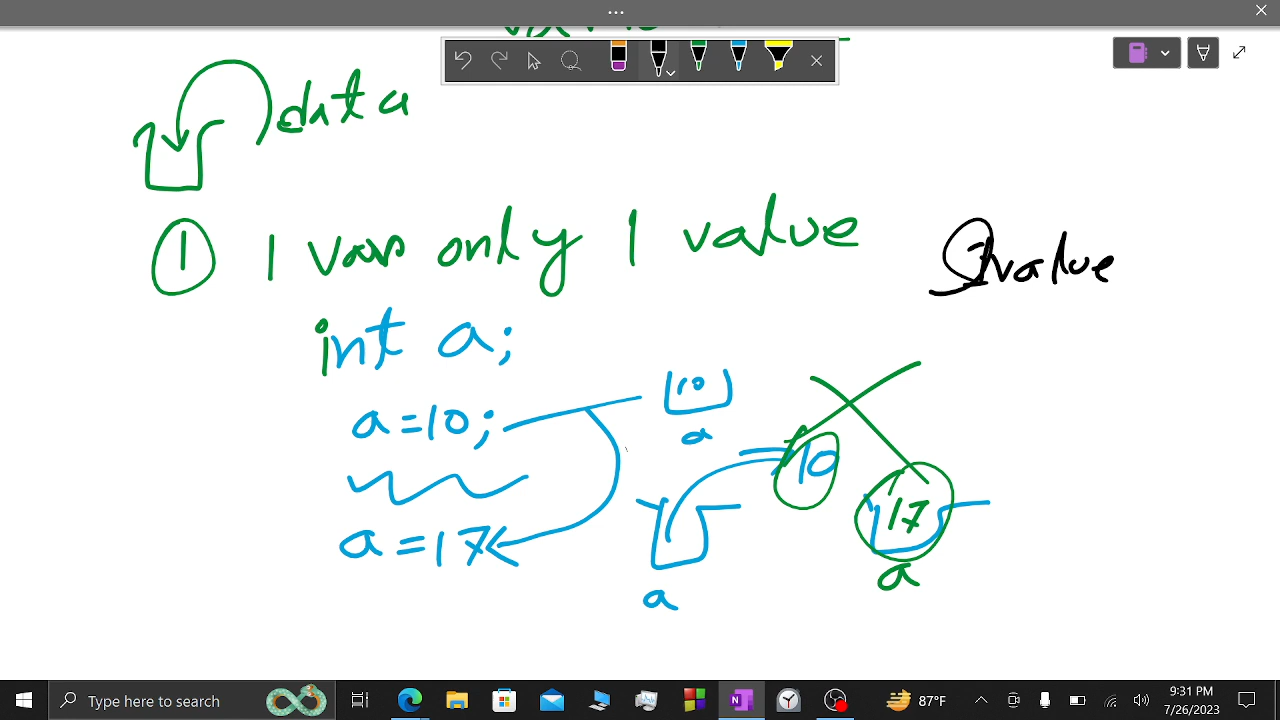 data
① 1 var only 1 value
value
int a;
a=10;
10
a
10
a=17
17
a
a
Type here to search
87°F
9:31 PM
7/26/2023